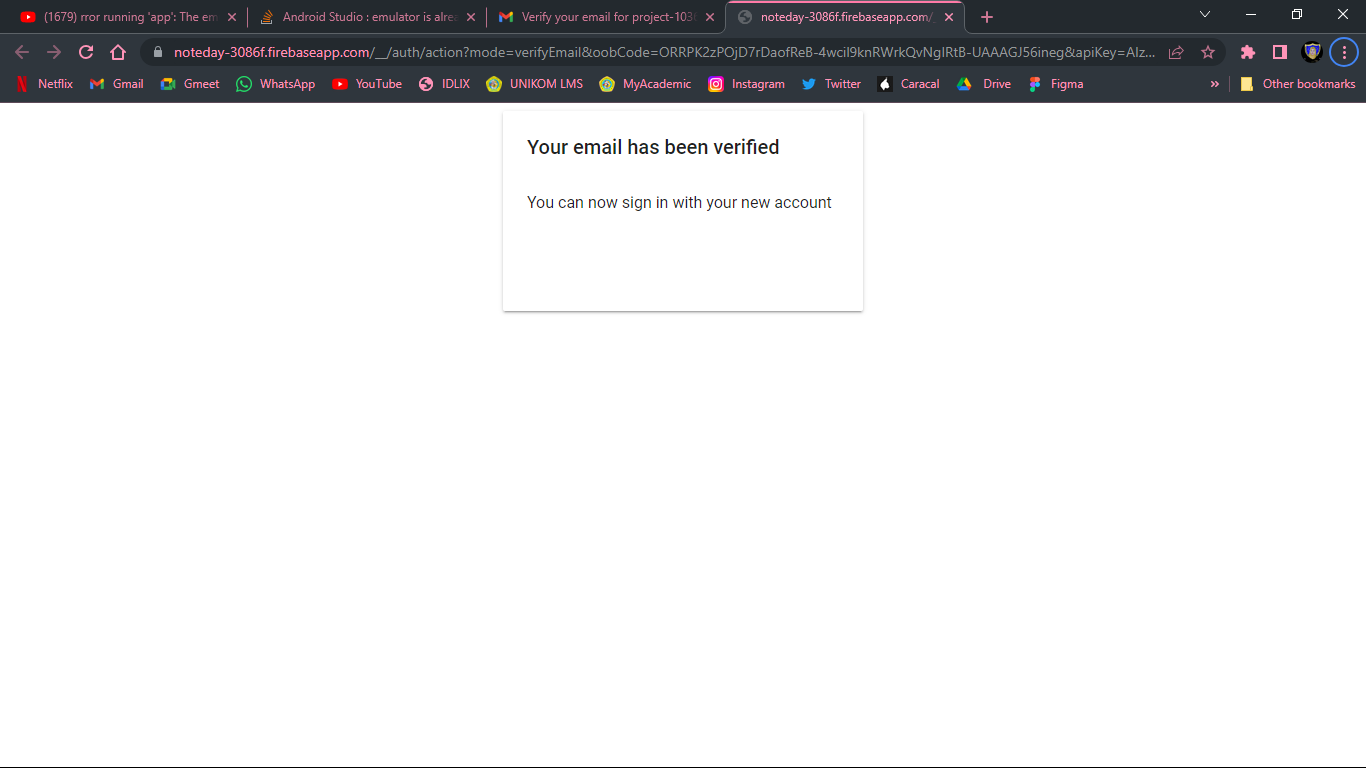 (1679) rror running 'app': The em
Android Studio : emulator is alrea
Verify your email for project-103
noteday-3086f.firebaseapp.com/_
noteday-3086f.firebaseapp.com/__/auth/action?mode=verifyEmail&oobCode=ORRPK2zPOjD7rDaofReB-4wcil9knRWrkQvNgIRtB-UAAAGJ56ineg&apiKey=AIz...
Netflix
Gmail
Gmeet
WhatsApp
YouTube
IDLIX
UNIKOM LMS
MyAcademic
Instagram
Twitter
Caracal
Drive
Figma
»
Other bookmarks
Your email has been verified
You can now sign in with your new account